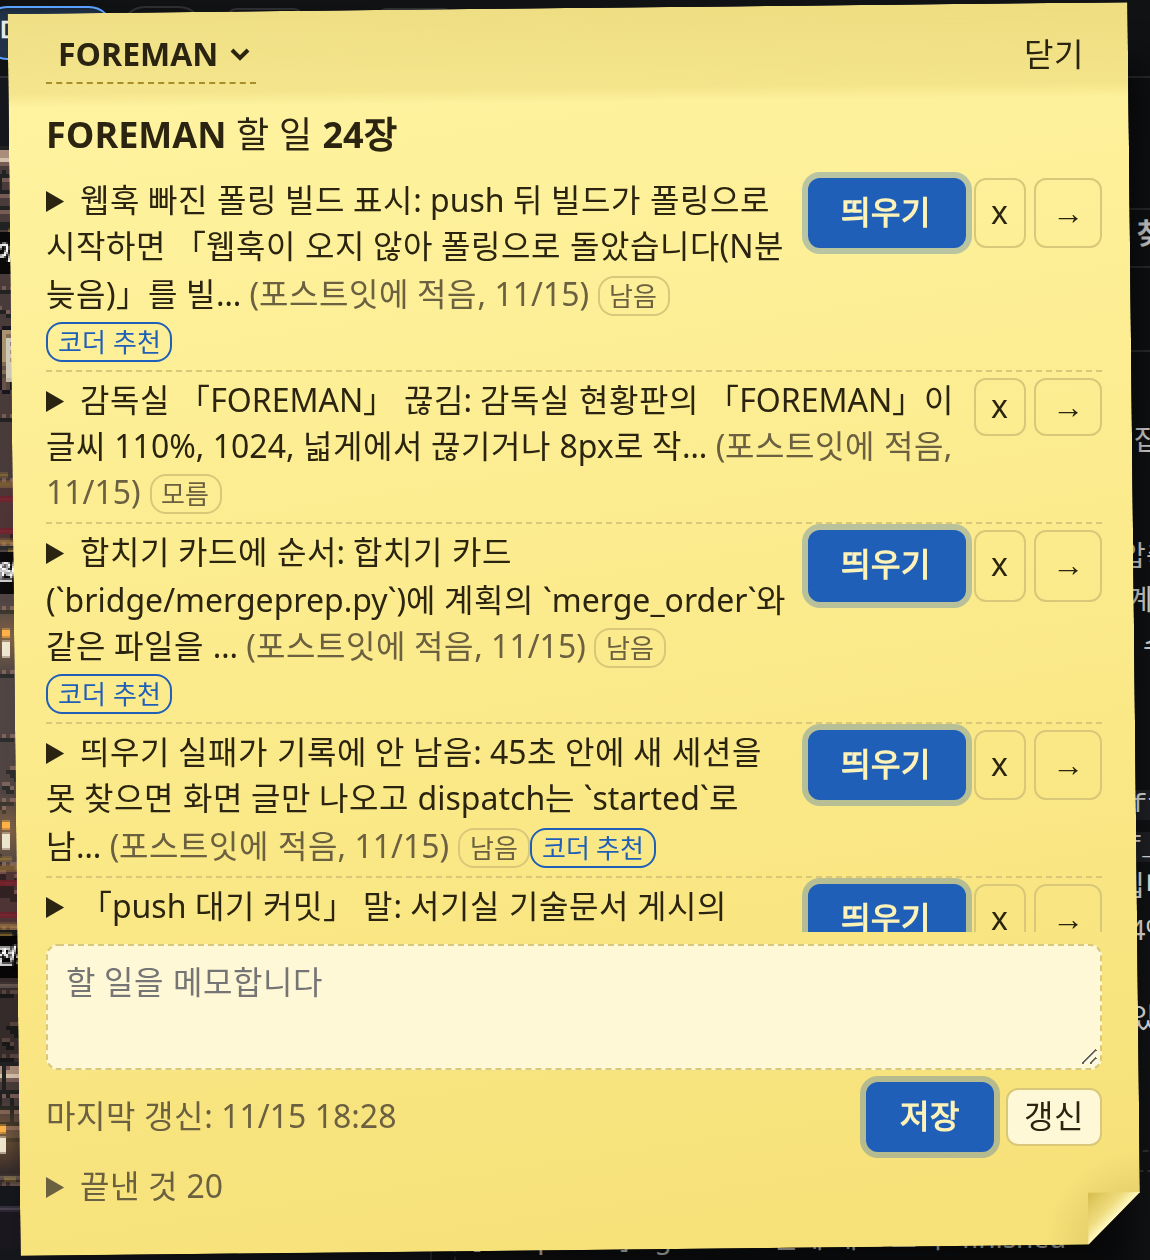 FOREMAN
닫기
FOREMAN 할 일 24장
▶ 웹훅 빠진 폴링 빌드 표시: push 뒤 빌드가 폴링으로
시작하면 「웹훅이 오지 않아 폴링으로 돌았습니다(N분
늦음)」를 빌... (포스트잇에 적음, 11/15) 남음
코더 추천
띄우기 x →
▶ 감독실 「FOREMAN」 끊김: 감독실 현황판의 「FOREMAN」이
글씨 110%, 1024, 넓게에서 끊기거나 8px로 작... (포스트잇에 적음,
11/15) 모름
x →
▶ 합치기 카드에 순서: 합치기 카드
(`bridge/mergeprep.py`)에 계획의 `merge_order`와
같은 파일을 ... (포스트잇에 적음, 11/15) 남음
코더 추천
띄우기 x →
▶ 띄우기 실패가 기록에 안 남음: 45초 안에 새 세션을
못 찾으면 화면 글만 나오고 dispatch는 `started`로
남... (포스트잇에 적음, 11/15) 남음 코더 추천
띄우기 x →
▶ 「push 대기 커밋」 말: 서기실 기술문서 게시의
띄우기 x →
할 일을 메모합니다
마지막 갱신: 11/15 18:28
저장 갱신
▶ 끝낸 것 20